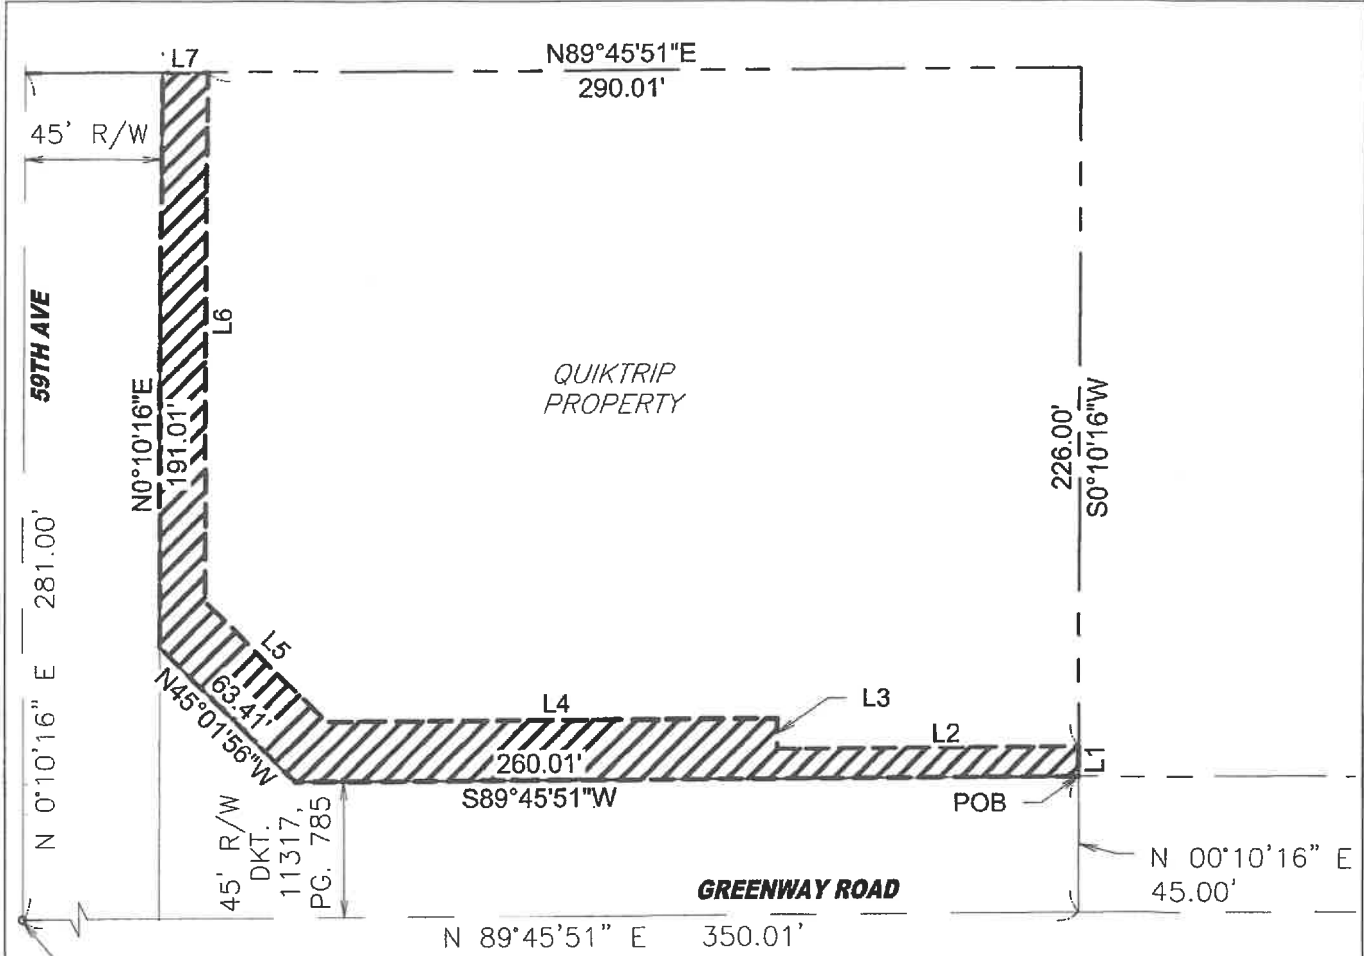 L7
N89°45'51"E
290.01'
45' R/W
59TH AVE
L6
QUIKTRIP
PROPERTY
N0°10'16"E
191.01'
226.00'
S0°10'16"W
N 0°10'16" E 281.00'
L5
63.41'
N45°01'56"W
L4
L3
L2
L1
260.01'
S89°45'51"W
POB
45' R/W
DKT.
11317,
PG. 785
GREENWAY ROAD
N 00°10'16" E
45.00'
N 89°45'51" E 350.01'